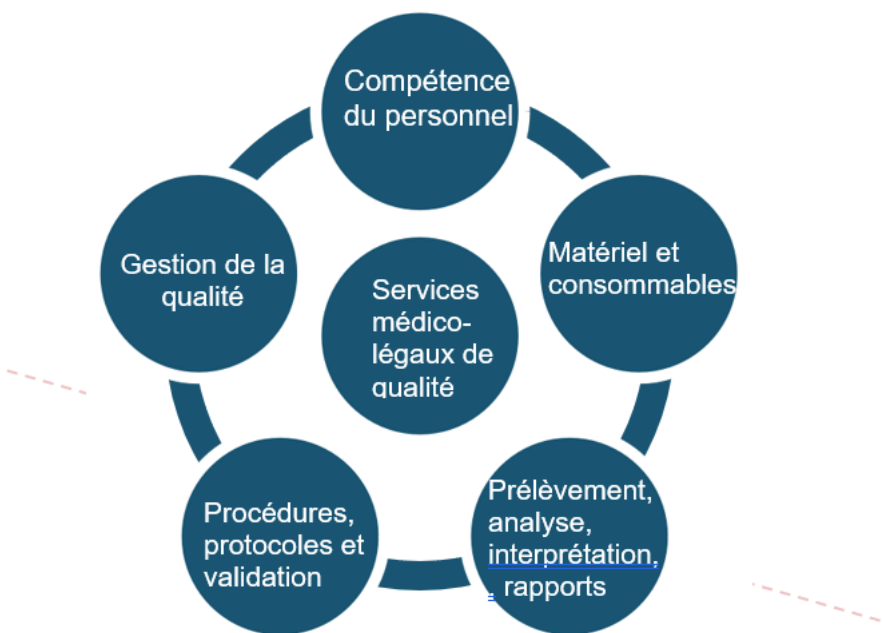 Compétence
du personnel
Matériel et
consommables
Prélèvement,
analyse,
interprétation,
, rapports
Procédures,
protocoles et
validation
Gestion de la
qualité
Services
médico-
légaux de
qualité